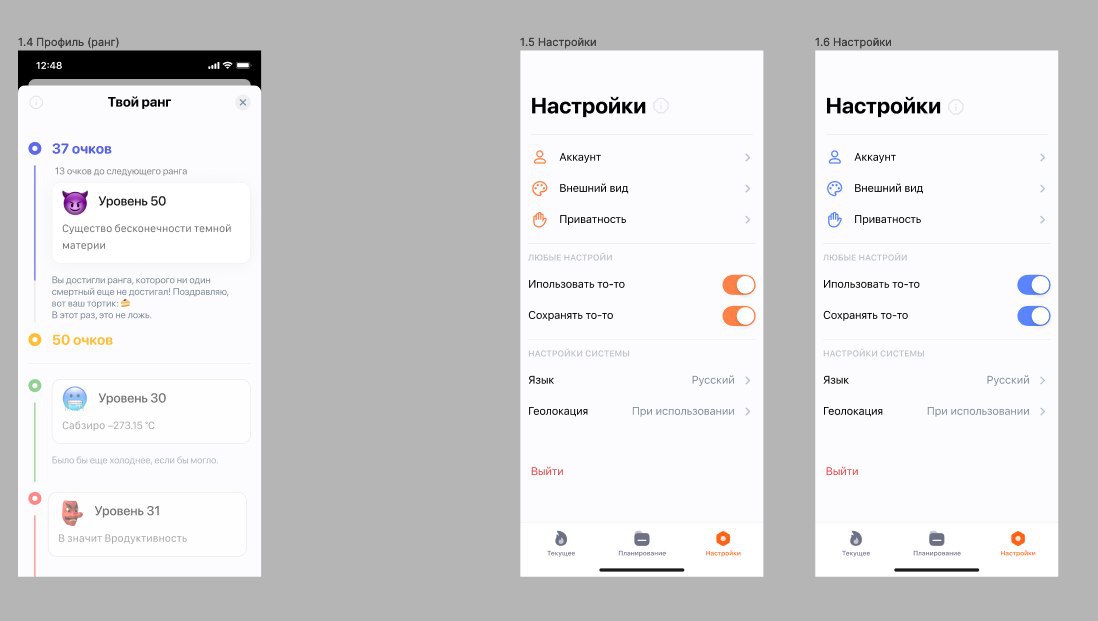 1.4 Профиль (ранг)
12:48
Твой ранг
37 очков
13 очков до следующего ранга
Уровень 50
Существо бесконечности темной
материи
Вы достигли ранга, которого ни один
смертный еще не достигал! Поздравляю,
вот ваш тортик: 🍰
В этот раз, это не ложь.
50 очков
Уровень 30
Сабзиро –273.15 °C
Было бы еще холоднее, если бы могло.
Уровень 31
В значит Вродуктивность
1.5 Настройки
Настройки
Аккаунт
Внешний вид
Приватность
ЛЮБЫЕ НАСТРОЙИ
Ипользовать то-то
Сохранять то-то
НАСТРОЙКИ СИСТЕМЫ
Язык Русский
Геолокация При использовании
Выйти
Текущее Планирование Настройки
1.6 Настройки
Настройки
Аккаунт
Внешний вид
Приватность
ЛЮБЫЕ НАСТРОЙИ
Ипользовать то-то
Сохранять то-то
НАСТРОЙКИ СИСТЕМЫ
Язык Русский
Геолокация При использовании
Выйти
Текущее Планирование Настройки